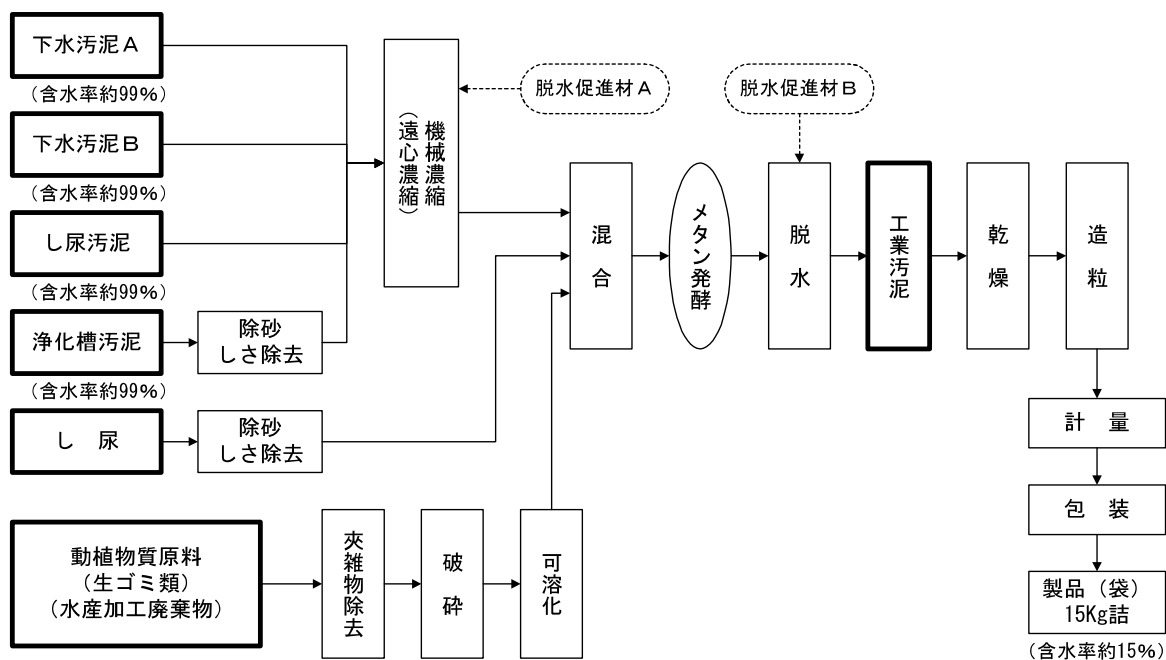 下水汚泥Ａ
（含水率約99％）
下水汚泥Ｂ
（含水率約99％）
し尿汚泥
（含水率約99％）
浄化槽汚泥
（含水率約99％）
し　尿
除砂
しさ除去
除砂
しさ除去
機械濃縮
（遠心濃縮）
脱水促進材Ａ
脱水促進材Ｂ
混　合
メタン発酵
脱　水
工業汚泥
乾　燥
造　粒
計　量
包　装
製品（袋）
15Kg詰
（含水率約15％）
動植物質原料
（生ゴミ類）
（水産加工廃棄物）
夾雑物除去
破　砕
可溶化